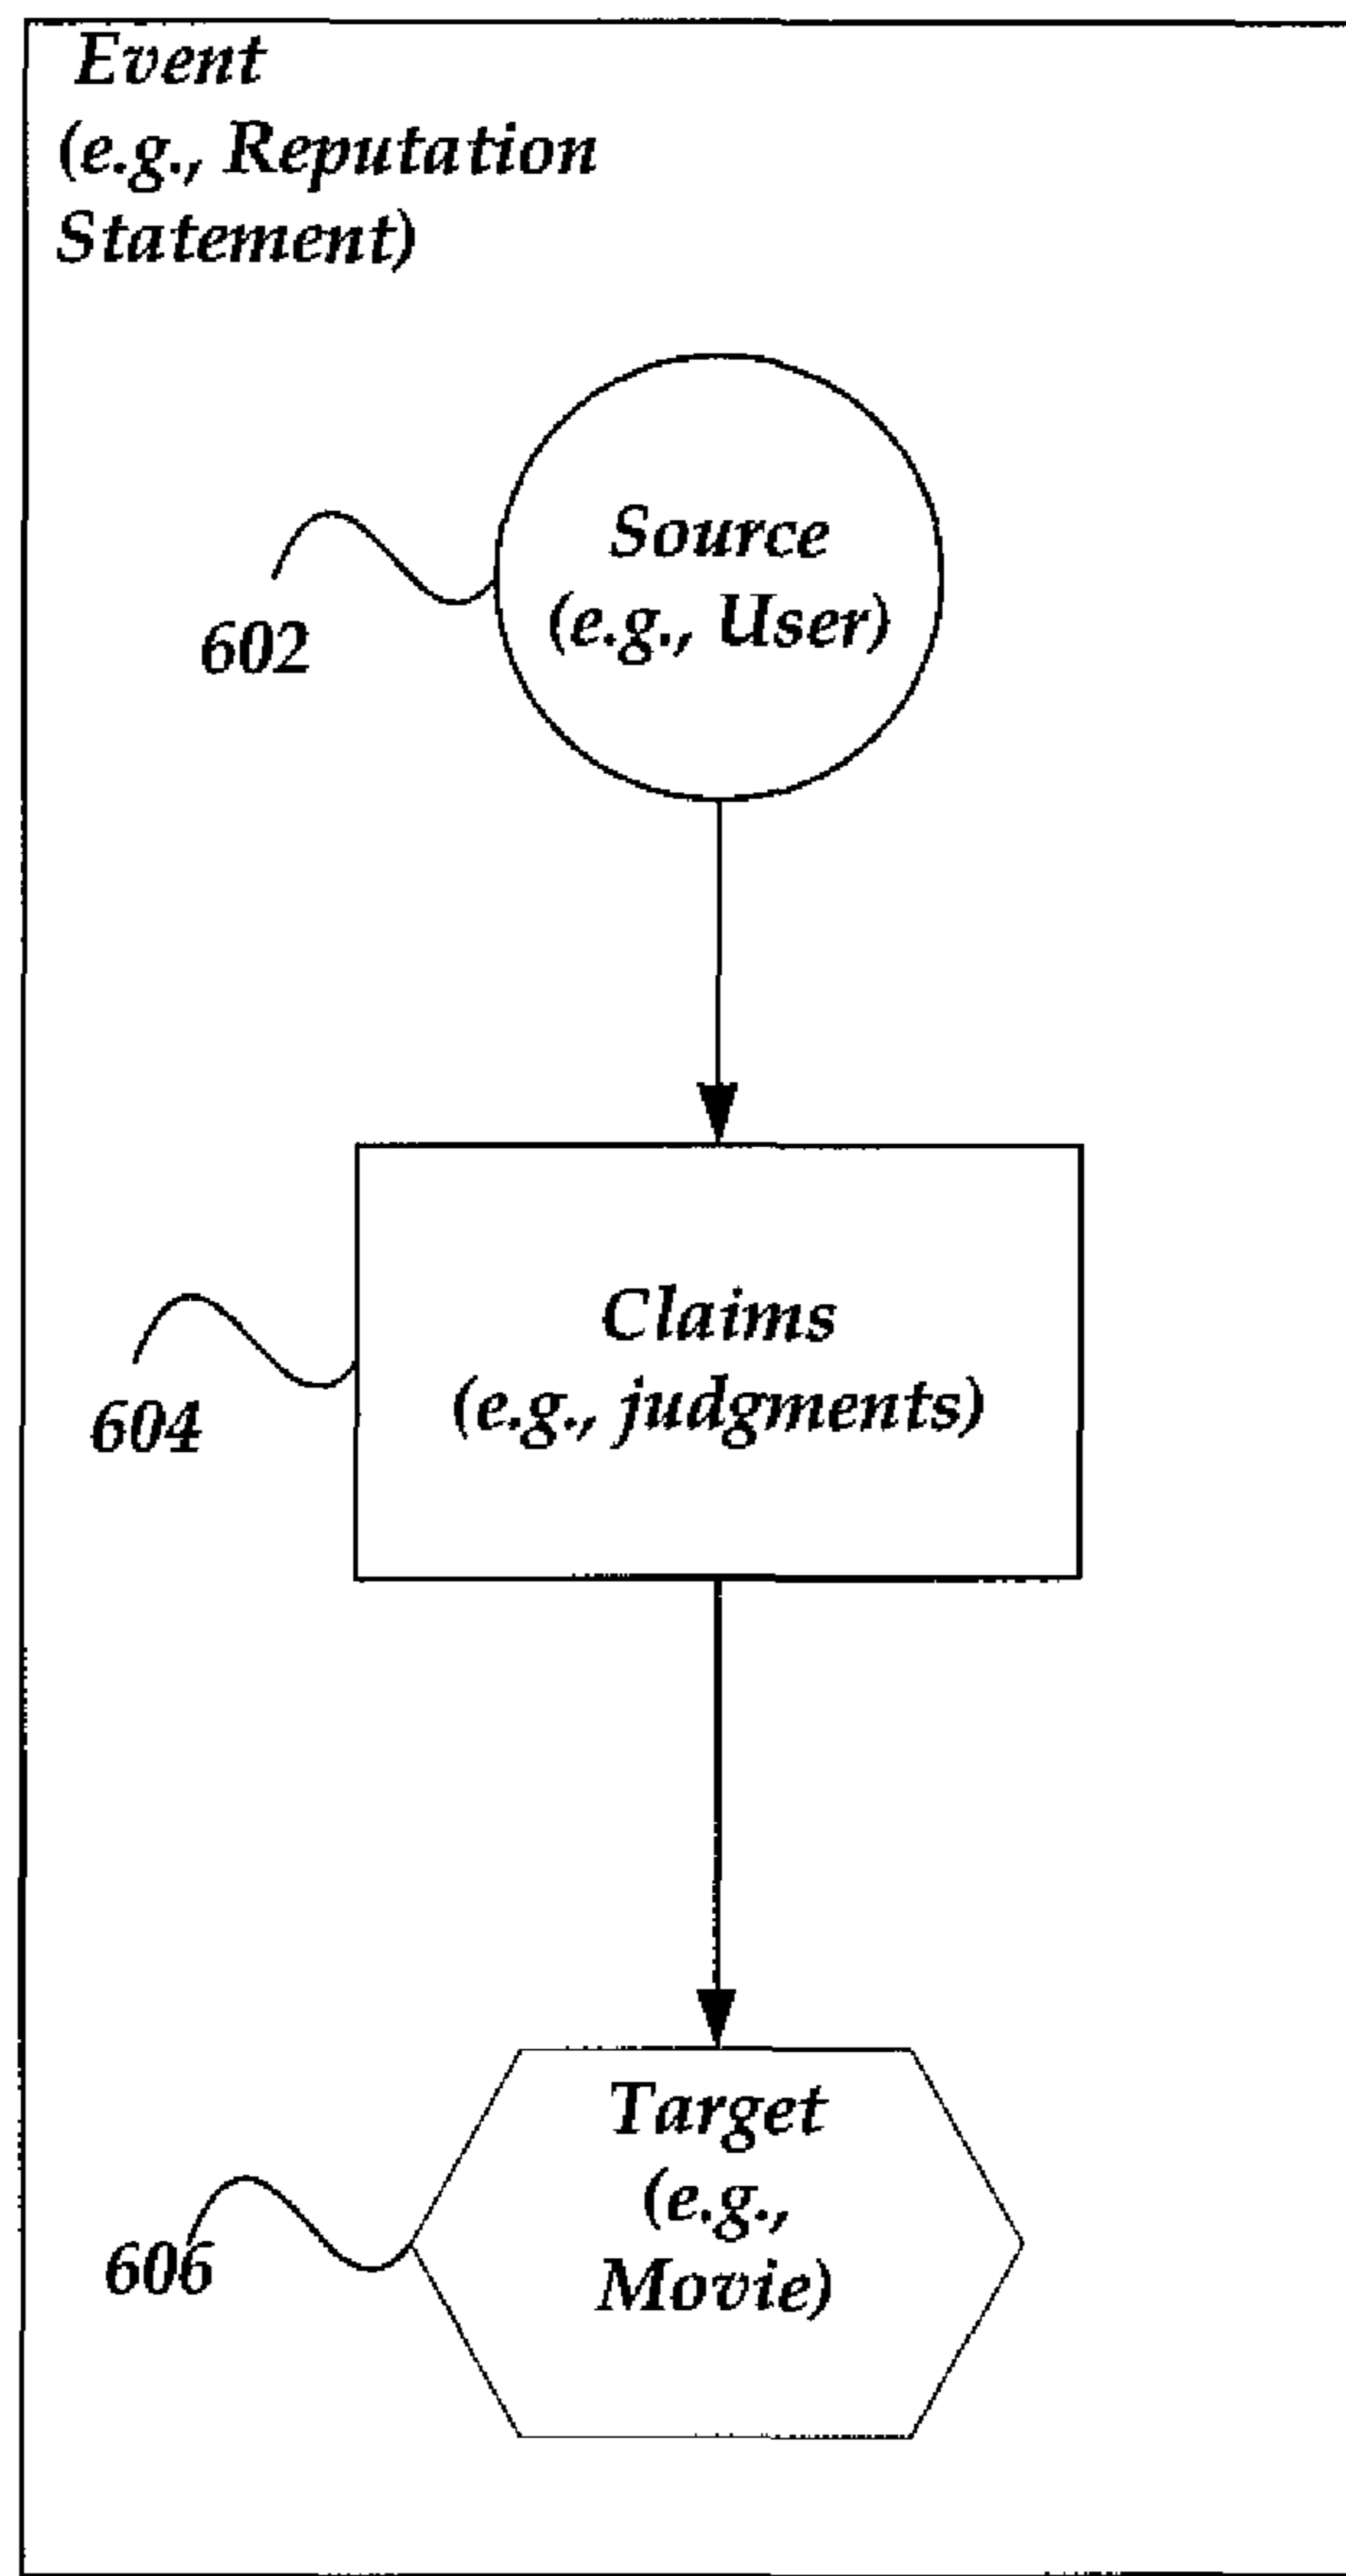 Event
(e.g., Reputation
Statement)
Source
(e.g., User)
602
Claims
(e.g., judgments)
604
Target
(e.g.,
Movie)
606